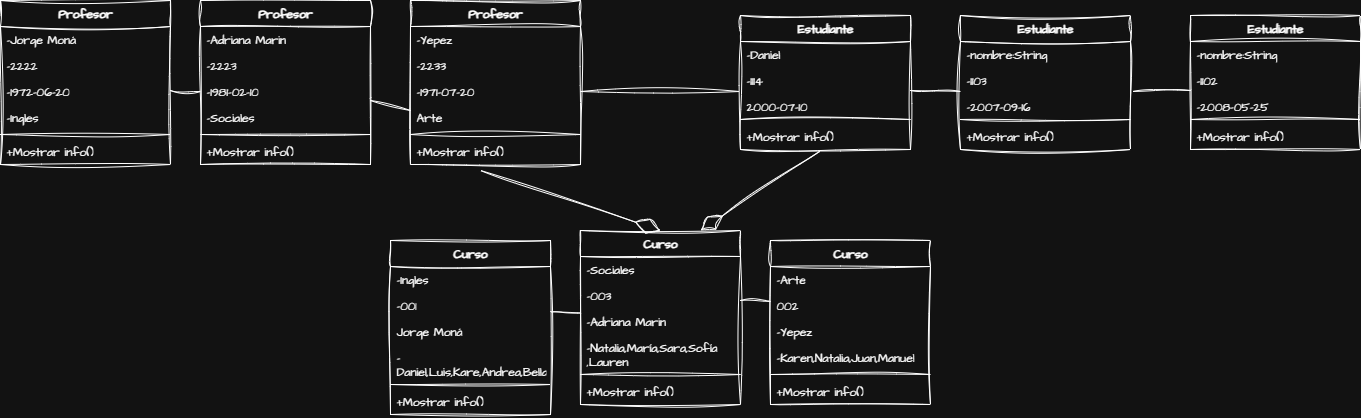 Profesor
-Jorge Monà
-2222
-1972-06-20
-Ingles
+Mostrar info()
Profesor
-Adriana Marin
-2223
-1981-02-10
-Sociales
+Mostrar info()
Profesor
-Yepez
-2233
-1971-07-20
Arte
+Mostrar info()
Estudiante
-Daniel
-1114
2000-07-10
+Mostrar info()
Estudiante
-nombre:String
-1103
-2007-09-16
+Mostrar info()
Estudiante
-nombre:String
-1102
-2008-05-25
+Mostrar info()
Curso
-Ingles
-001
Jorge Monà
-
Daniel,Luis,Kare,Andrea,Bella
+Mostrar info()
Curso
-Sociales
-003
-Adriana Marin
-Natalia,María,Sara,Sofía
,Lauren
+Mostrar info()
Curso
-Arte
002
-Yepez
-Karen,Natalia,Juan,Manuel
+Mostrar info()